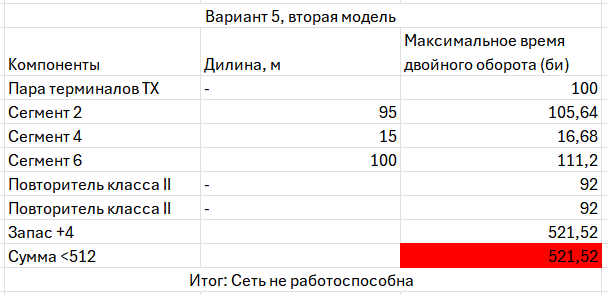 Вариант 5, вторая модель
Компоненты Дилина, м Максимальное время двойного оборота (би)
Пара терминалов TX - 100
Сегмент 2 95 105,64
Сегмент 4 15 16,68
Сегмент 6 100 111,2
Повторитель класса II - 92
Повторитель класса II - 92
Запас +4 521,52
Сумма <512 521,52
Итог: Сеть не работоспособна